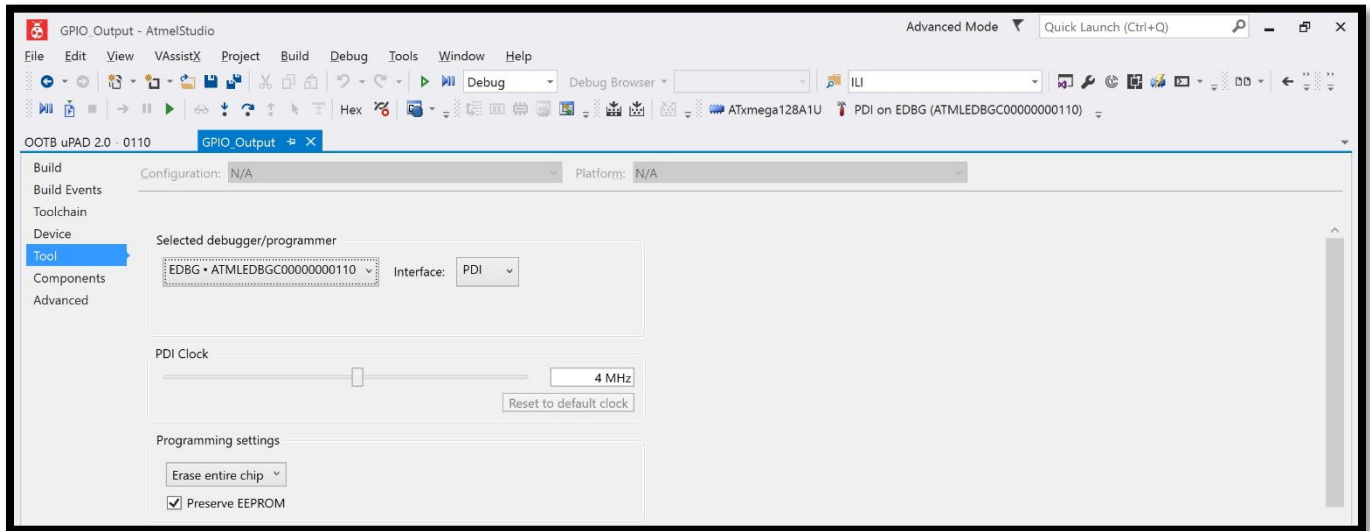 GPIO_Output - AtmelStudio
Advanced Mode
Quick Launch (Ctrl+Q)
File Edit View VAssistX Project Build Debug Tools Window Help
Debug Debug Browser ILI
Hex ATxmega128A1U PDI on EDBG (ATMLEDBGC00000000110)
OOTB uPAD 2.0 - 0110 GPIO_Output
Build
Configuration: N/A Platform: N/A
Build Events
Toolchain
Device
Tool
Components
Advanced
Selected debugger/programmer
EDBG • ATMLEDBGC00000000110 Interface: PDI
PDI Clock
4 MHz
Reset to default clock
Programming settings
Erase entire chip
Preserve EEPROM